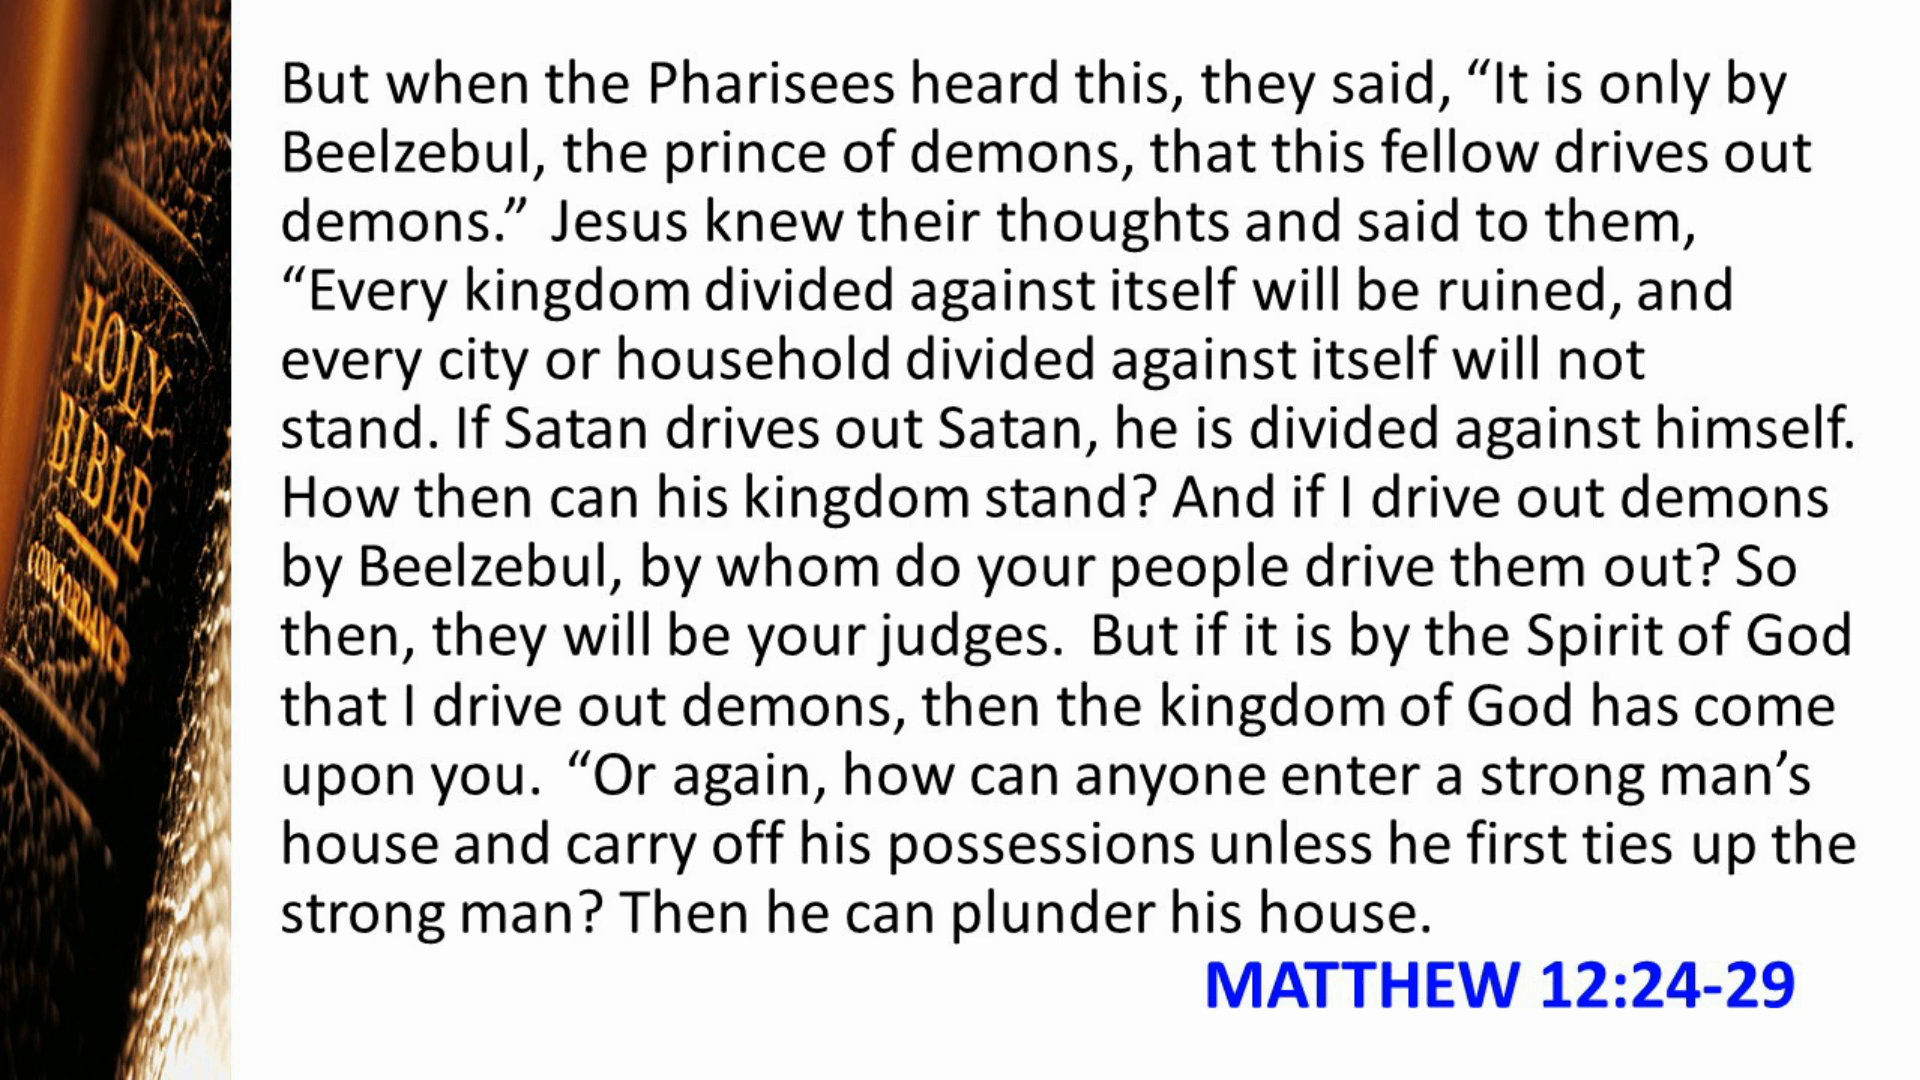 HOLY
BIBLE
CONCORDANCE
But when the Pharisees heard this, they said, “It is only by
Beelzebul, the prince of demons, that this fellow drives out
demons.” Jesus knew their thoughts and said to them,
“Every kingdom divided against itself will be ruined, and
every city or household divided against itself will not
stand. If Satan drives out Satan, he is divided against himself.
How then can his kingdom stand? And if I drive out demons
by Beelzebul, by whom do your people drive them out? So
then, they will be your judges. But if it is by the Spirit of God
that I drive out demons, then the kingdom of God has come
upon you. “Or again, how can anyone enter a strong man’s
house and carry off his possessions unless he first ties up the
strong man? Then he can plunder his house.
MATTHEW 12:24-29